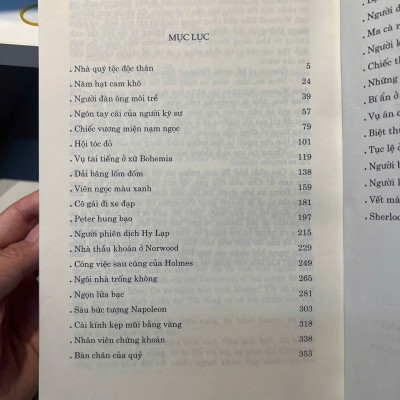 MỤC LỤC
. Nhà quý tộc độc thân 5
. Năm hạt cam khô 24
. Người đàn ông môi trề 39
. Ngón tay cái của người kỹ sư 57
. Chiếc vương miện nạm ngọc 79
. Hội tóc đỏ 101
. Vụ tai tiếng ở xứ Bohemia 119
. Dải băng lốm đốm 138
. Viên ngọc màu xanh 159
. Cô gái đi xe đạp 181
. Peter hung bạo 197
. Người phiên dịch Hy Lạp 215
. Nhà thầu khoán ở Norwood 229
. Công việc sau cùng của Holmes 249
. Ngôi nhà trống không 265
. Ngọn lửa bạc 281
. Sáu bức tượng Napoleon 303
. Cái kính kẹp mũi bằng vàng 318
. Nhân viên chứng khoán 338
. Bàn chân của quỷ 353
. Người
. Ma cà r
. Người k
. Chiếc th
. Những
. Bí ẩn ở
. Vụ án c
. Biệt thự
. Tục lệ ở
. Người
. Người
. Vết má
. Sherlo